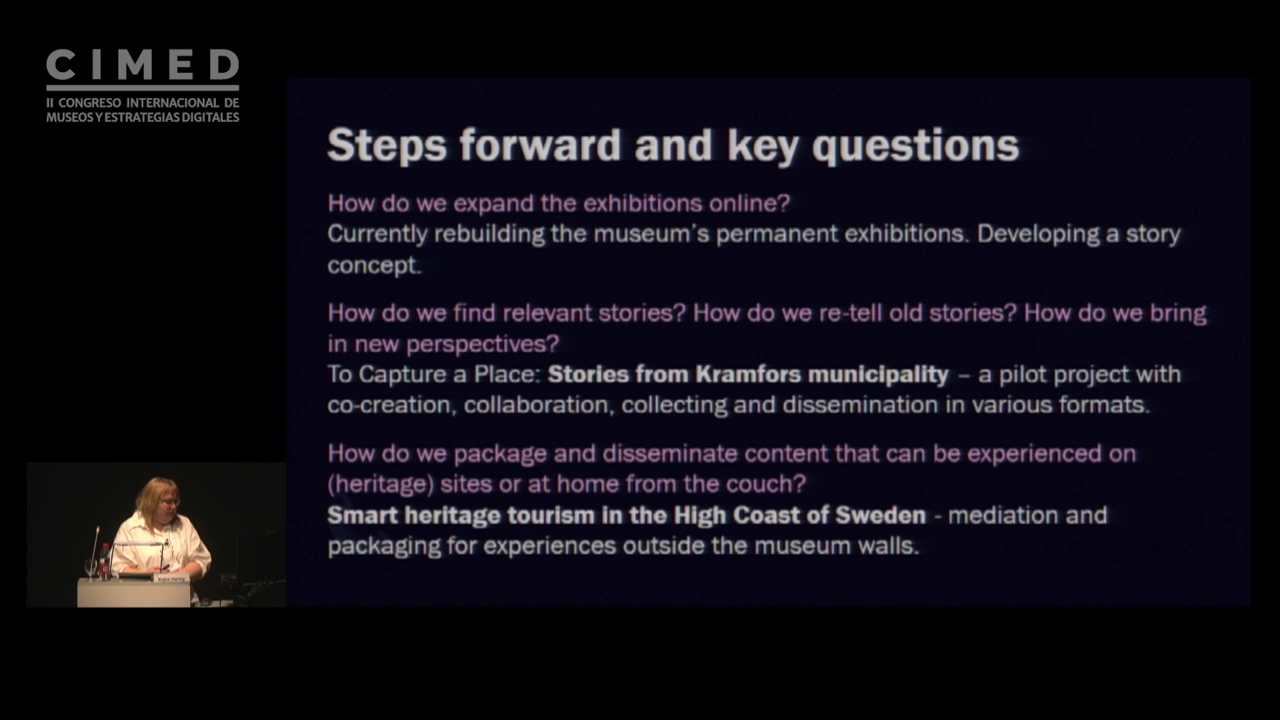 CIMED
II CONGRESO INTERNACIONAL DE
MUSEOS Y ESTRATEGIAS DIGITALES
Steps forward and key questions
How do we expand the exhibitions online?
Currently rebuilding the museum's permanent exhibitions. Developing a story
concept.
How do we find relevant stories? How do we re-tell old stories? How do we bring
in new perspectives?
To Capture a Place: Stories from Kramfors municipality – a pilot project with
co-creation, collaboration, collecting and dissemination in various formats.
How do we package and disseminate content that can be experienced on
(heritage) sites or at home from the couch?
Smart heritage tourism in the High Coast of Sweden - mediation and
packaging for experiences outside the museum walls.